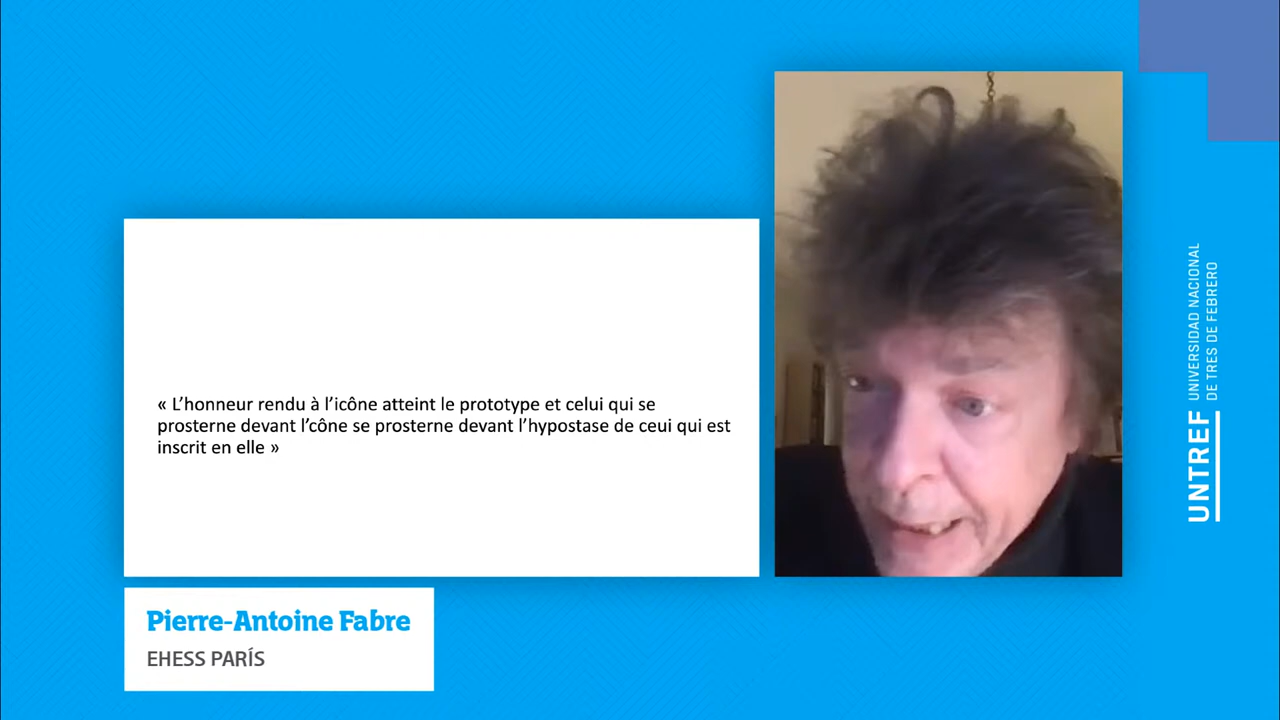 « L’honneur rendu à l’icône atteint le prototype et celui qui se
prosterne devant l’cône se prosterne devant l’hypostase de ceui qui est
inscrit en elle »
Pierre-Antoine Fabre
EHESS PARÍS
UNTREF
UNIVERSIDAD NACIONAL
DE TRES DE FEBRERO